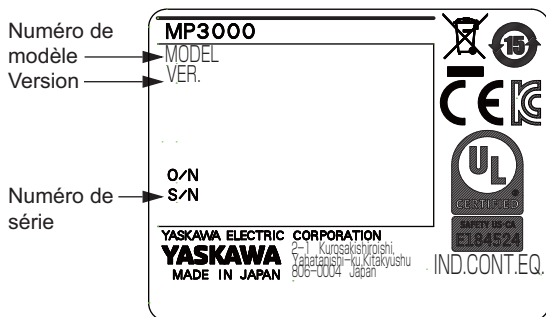 Numéro de
modèle
Version
Numéro de
série
MP3000
MODEL
VER.
O/N
S/N
YASKAWA ELECTRIC CORPORATION
YASKAWA
MADE IN JAPAN
2-1 Kurosakishiroishi,
Yahatanishi-ku,Kitakyushu
806-0004 Japan
15
CE
UL
CERTIFIED
SAFETY US-CA
E184524
IND.CONT.EQ.